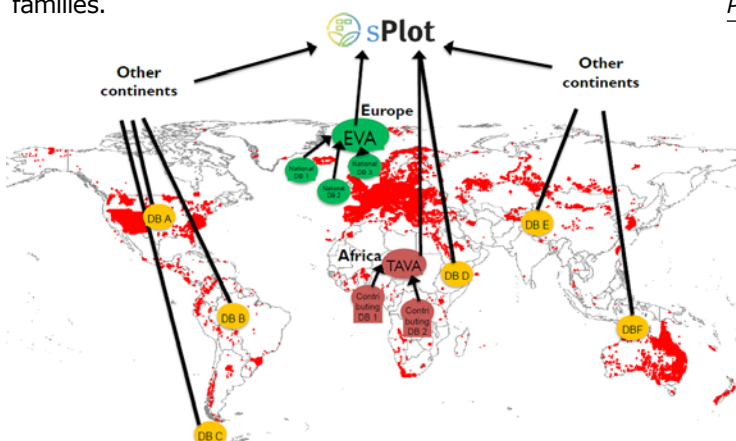 families.
sPlot
Other
continents
Other
continents
Europe
EVA
National
DB 1
National
DB 2
National
DB 3
DB A
DB E
Africa
TAVA
DB D
Contri
buting
DB 1
Contri
buting
DB 2
DB B
DBF
DB C